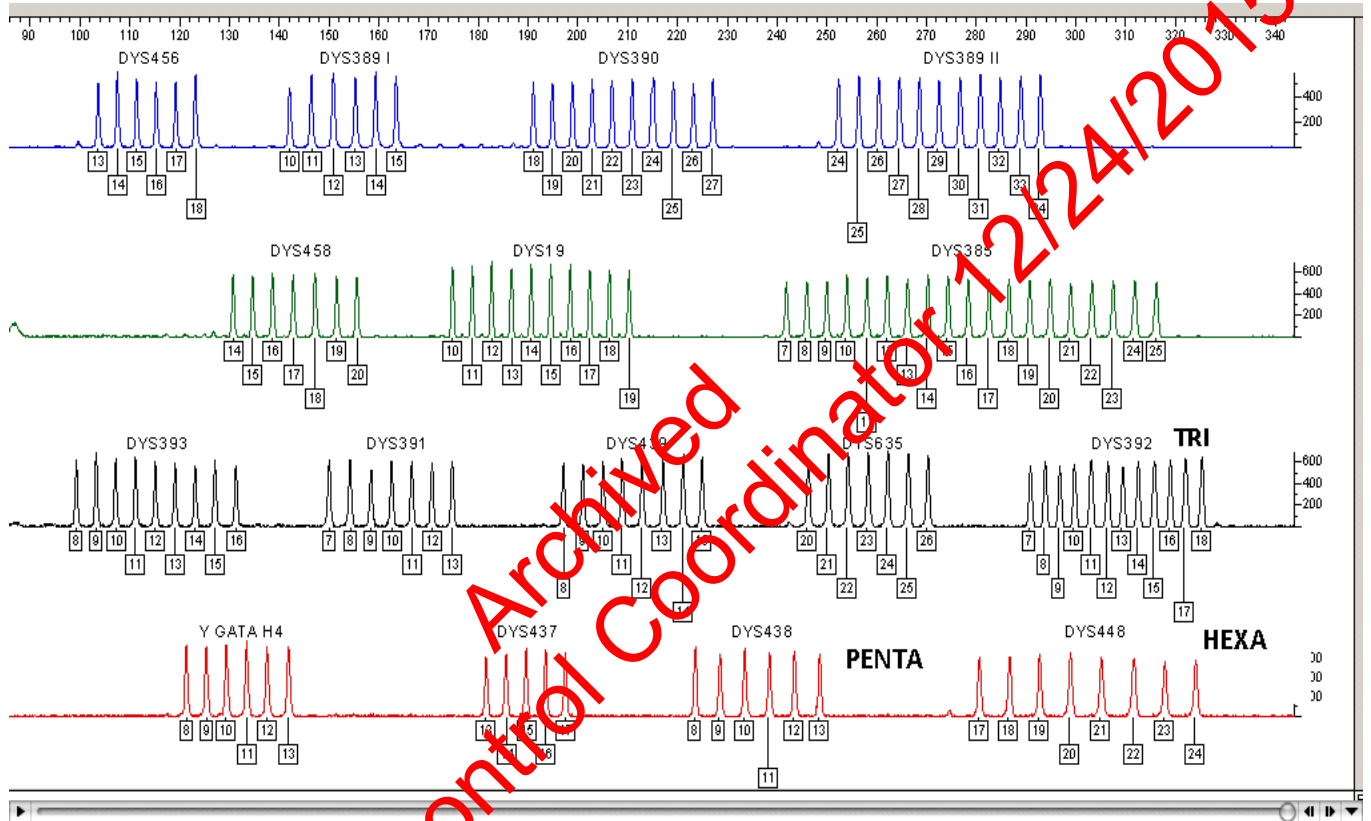 90 100 110 120 130 140 150 160 170 180 190 200 210 220 230 240 250 260 270 280 290 300 310 320 330 340
DYS456 DYS389 I DYS390 DYS389 II
400
200
13 15 17 10 11 13 15 18 20 22 24 26 24 26 29 32
14 16 12 14 19 21 23 27 27 30 33
18 25 28 31 34
25
DYS458 DYS19 DYS385
600
400
200
14 16 19 10 12 14 16 18 7 8 9 10 12 18 21 24 25
15 17 20 11 13 15 17 13 16 19 22
18 19 14 17 20 23
DYS393 DYS391 DYS439 DYS635 DYS392 TRI
600
400
200
8 9 10 12 14 16 7 8 9 10 12 10 13 20 23 26 7 10 13 16 18
11 13 15 11 13 11 21 24 8 11 14
8 12 22 25 9 12 15
17
Y GATA H4 DYS437 DYS438 DYS448
PENTA HEXA
8 9 10 12 8 9 10 12 13 17 18 19 21 23
11 13 16 20 22 24
11
Archived
Control Coordinator 12/24/2015